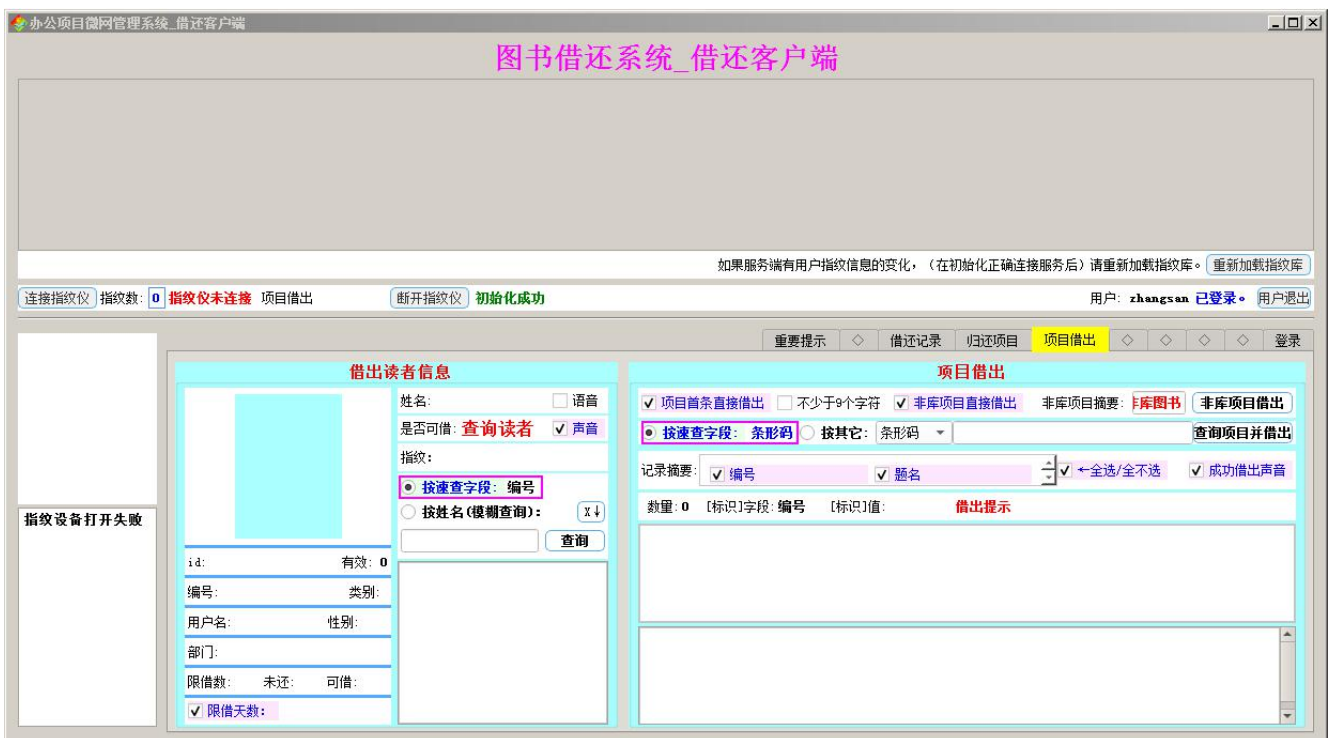 办公项目微网管理系统_借还客户端
图书借还系统_借还客户端
如果服务端有用户指纹信息的变化，（在初始化正确连接服务后）请重新加载指纹库。 重新加载指纹库
连接指纹仪 指纹数: 0 指纹仪未连接 项目借出 断开指纹仪 初始化成功 用户: zhangsan 已登录。 用户退出
重要提示 ◇ 借还记录 归还项目 项目借出 ◇ ◇ ◇ ◇ 登录
指纹设备打开失败
借出读者信息
姓名: 语音
是否可借: 查询读者 声音
指纹:
按速查字段: 编号
按姓名(模糊查询): X↓
查询
id: 有效: 0
编号: 类别:
用户名: 性别:
部门:
限借数: 未还: 可借:
限借天数:
项目借出
项目首条直接借出 不少于9个字符 非库项目直接借出 非库项目摘要: 库图书 非库项目借出
按速查字段: 条形码 按其它: 条形码 查询项目并借出
记录摘要: 编号 题名 ←全选/全不选 成功借出声音
数量: 0 [标识]字段: 编号 [标识]值: 借出提示